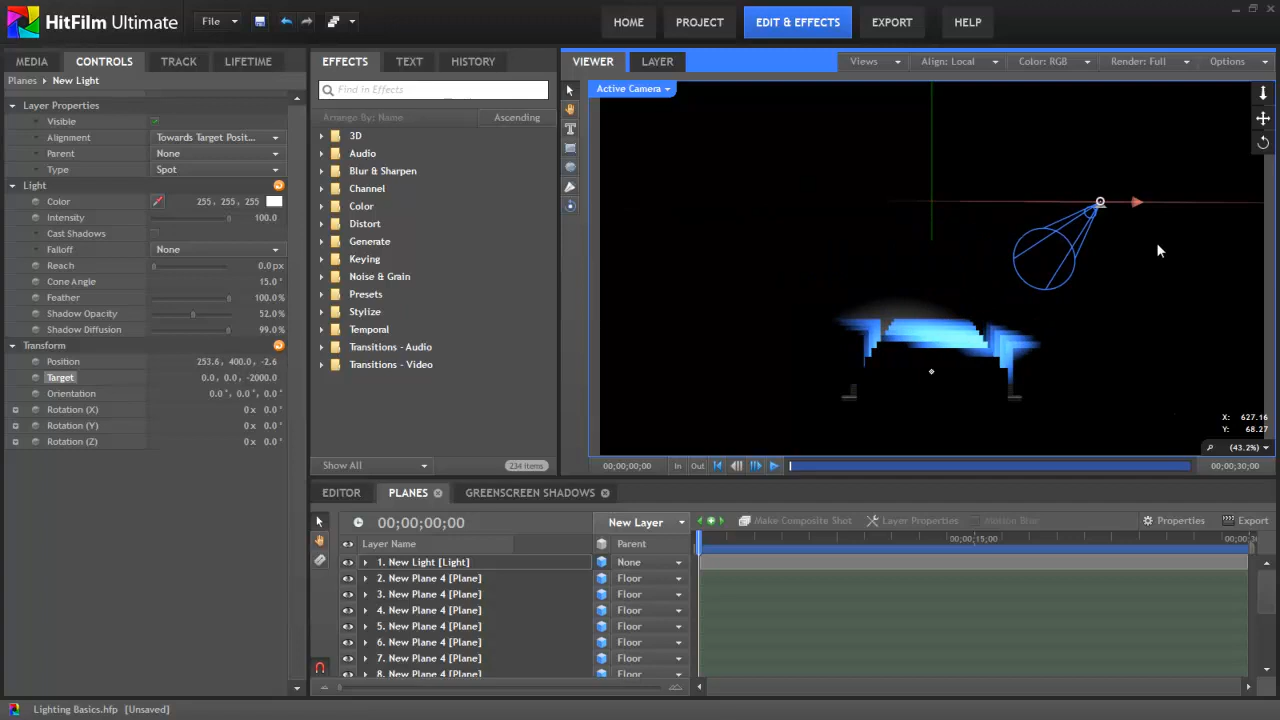 HitFilm Ultimate
File
HOME
PROJECT
EDIT & EFFECTS
EXPORT
HELP
MEDIA
CONTROLS
TRACK
LIFETIME
Planes New Light
Layer Properties
Visible
Alignment Towards Target Posit...
Parent None
Type Spot
Light
Color 255, 255, 255
Intensity 100.0
Cast Shadows
Falloff None
Reach 0.0 px
Cone Angle 15.0°
Feather 100.0 %
Shadow Opacity 52.0 %
Shadow Diffusion 99.0 %
Transform
Position 253.6, 400.0, -2.6
Target 0.0, 0.0, -2000.0
Orientation 0.0°, 0.0°, 0.0°
Rotation (X) 0 x 0.0°
Rotation (Y) 0 x 0.0°
Rotation (Z) 0 x 0.0°
EFFECTS
TEXT
HISTORY
Find in Effects
Arrange By: Name
Ascending
3D
Audio
Blur & Sharpen
Channel
Color
Distort
Generate
Keying
Noise & Grain
Presets
Stylize
Temporal
Transitions - Audio
Transitions - Video
Show All
234 items
VIEWER
LAYER
Views
Align: Local
Color: RGB
Render: Full
Options
Active Camera
X: 627.16
Y: 68.27
(43.2%)
00;00;00;00
In
Out
00;00;30;00
EDITOR
PLANES
GREENSCREEN SHADOWS
00;00;00;00
New Layer
Make Composite Shot
Layer Properties
Motion Blur
Properties
Export
Layer Name
Parent
00;00;15;00
1. New Light [Light] None
2. New Plane 4 [Plane] Floor
3. New Plane 4 [Plane] Floor
4. New Plane 4 [Plane] Floor
5. New Plane 4 [Plane] Floor
6. New Plane 4 [Plane] Floor
7. New Plane 4 [Plane] Floor
8. New Plane 4 [Plane] Floor
Lighting Basics.hfp [Unsaved]